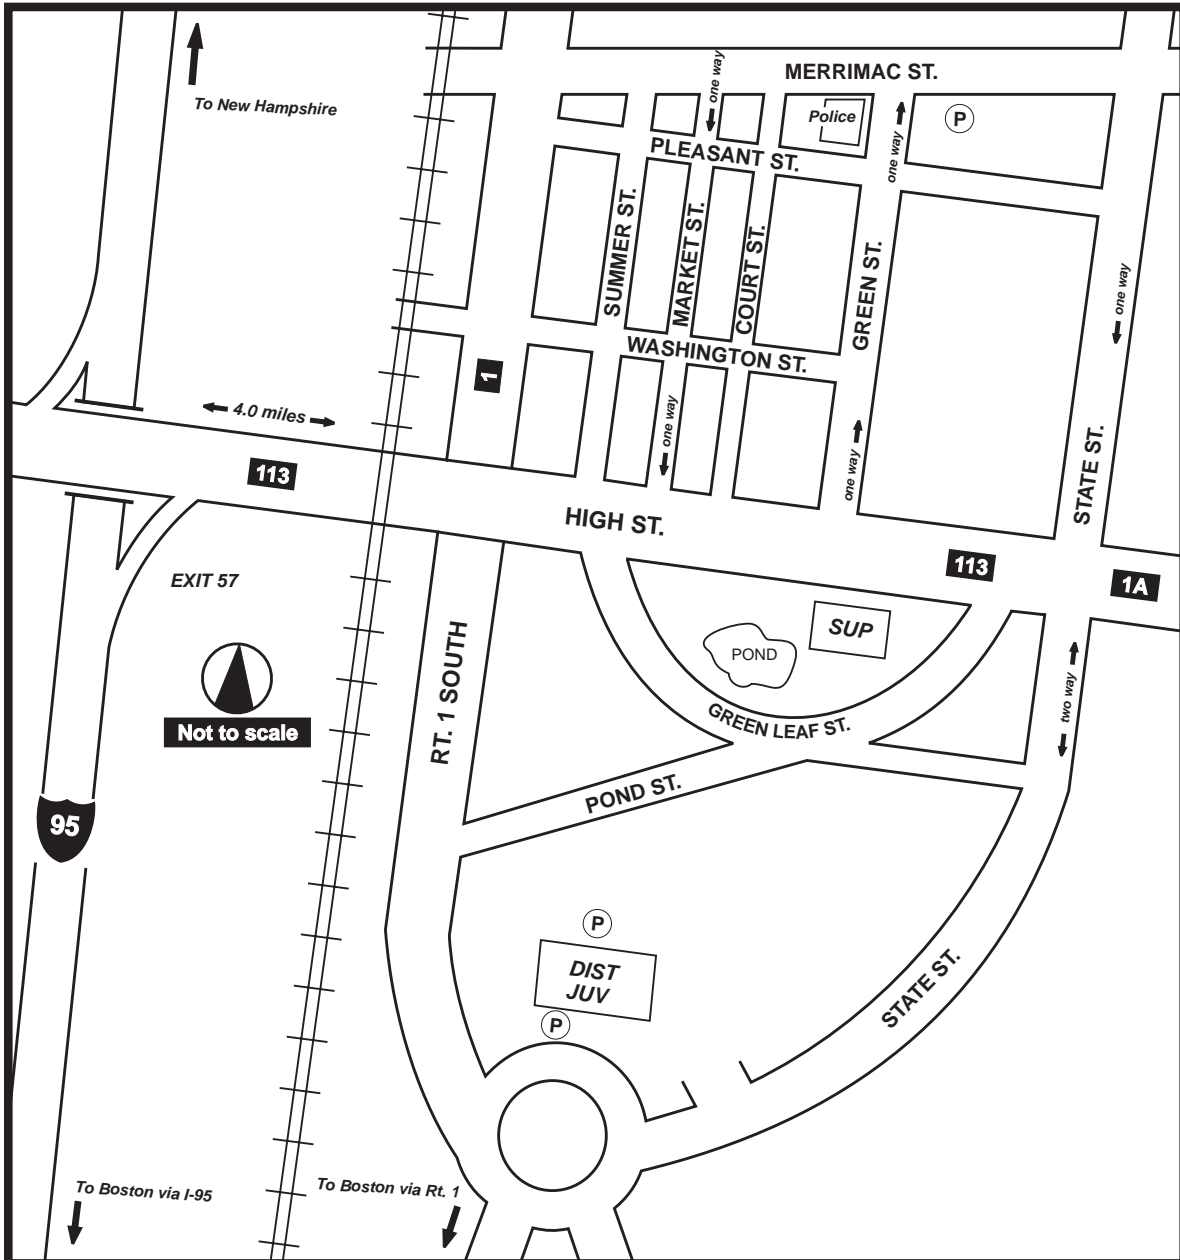 MERRIMAC ST.
one way
To New Hampshire
Police
P
one way
PLEASANT ST.
SUMMER ST.
MARKET ST.
COURT ST.
GREEN ST.
one way
WASHINGTON ST.
1
4.0 miles
one way
one way
STATE ST.
113
HIGH ST.
113
1A
EXIT 57
SUP
POND
RT. 1 SOUTH
two way
GREEN LEAF ST.
Not to scale
POND ST.
95
P
DIST
JUV
P
STATE ST.
To Boston via I-95
To Boston via Rt. 1